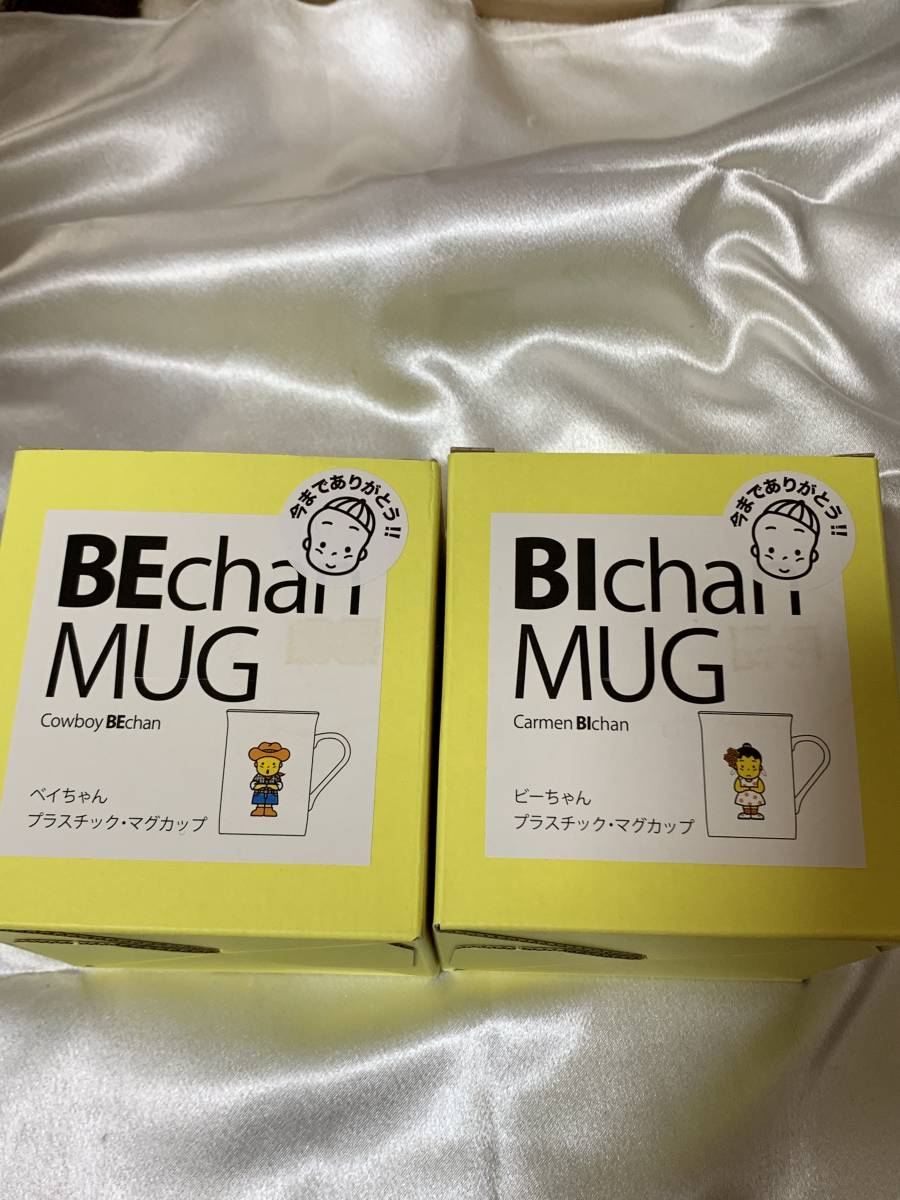 今までありがとう!!
BEchan
MUG
Cowboy BEchan
ベイちゃん
プラスチック・マグカップ
今までありがとう!!
BIchan
MUG
Carmen BIchan
ビーちゃん
プラスチック・マグカップ